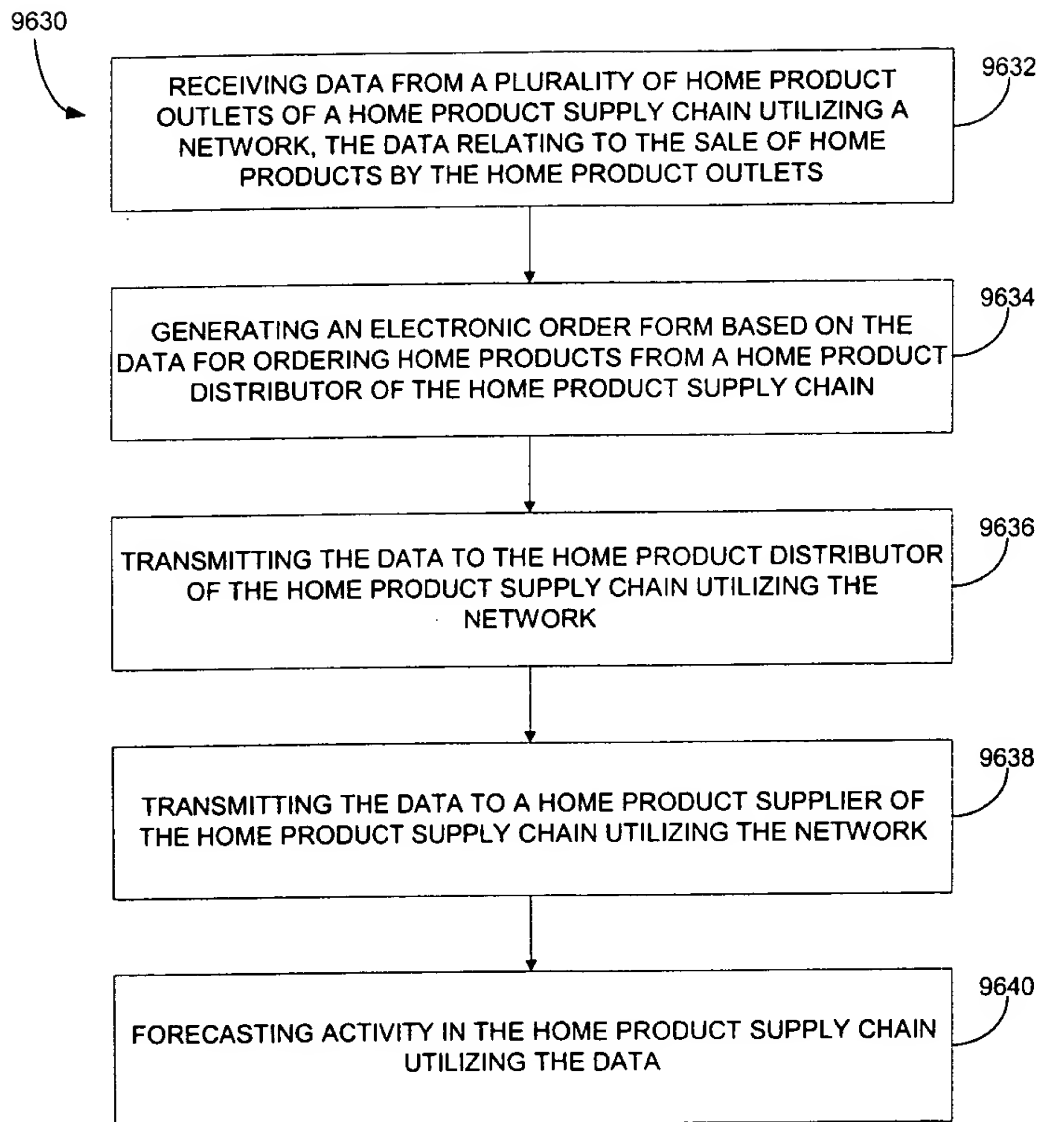 9630
9632
RECEIVING DATA FROM A PLURALITY OF HOME PRODUCT
OUTLETS OF A HOME PRODUCT SUPPLY CHAIN UTILIZING A
NETWORK, THE DATA RELATING TO THE SALE OF HOME
PRODUCTS BY THE HOME PRODUCT OUTLETS
9634
GENERATING AN ELECTRONIC ORDER FORM BASED ON THE
DATA FOR ORDERING HOME PRODUCTS FROM A HOME PRODUCT
DISTRIBUTOR OF THE HOME PRODUCT SUPPLY CHAIN
9636
TRANSMITTING THE DATA TO THE HOME PRODUCT DISTRIBUTOR
OF THE HOME PRODUCT SUPPLY CHAIN UTILIZING THE
NETWORK
9638
TRANSMITTING THE DATA TO A HOME PRODUCT SUPPLIER OF
THE HOME PRODUCT SUPPLY CHAIN UTILIZING THE NETWORK
9640
FORECASTING ACTIVITY IN THE HOME PRODUCT SUPPLY CHAIN
UTILIZING THE DATA